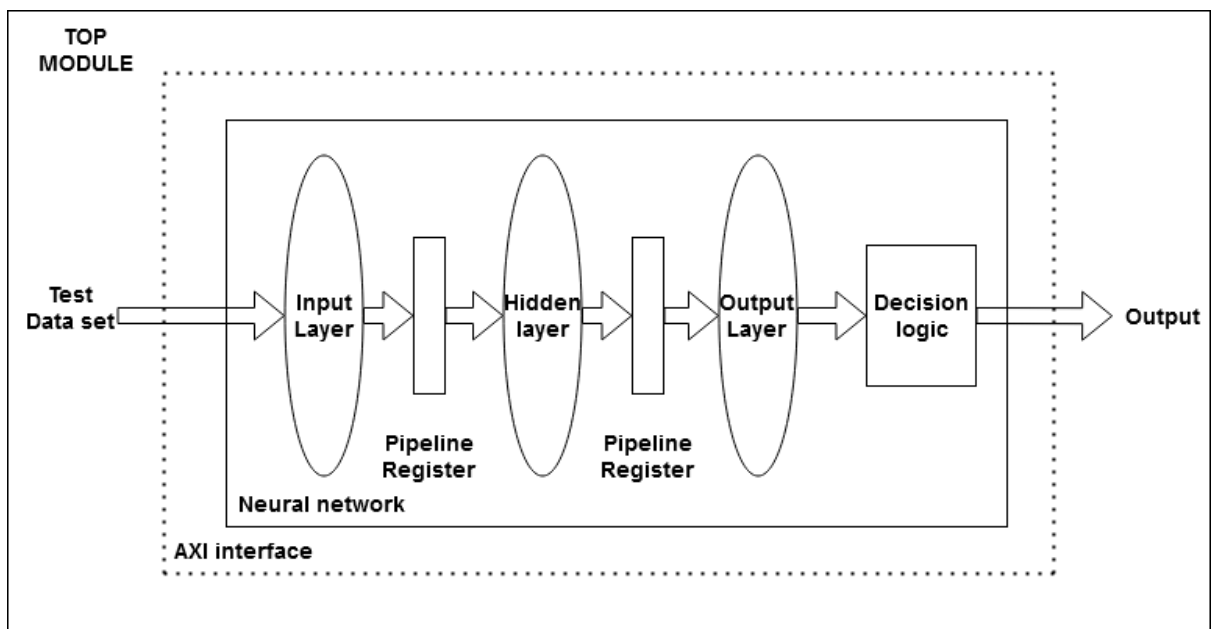 TOP
MODULE
Test
Data set
Input
Layer
Pipeline
Register
Hidden
layer
Pipeline
Register
Output
Layer
Decision
logic
Output
Neural network
AXI interface